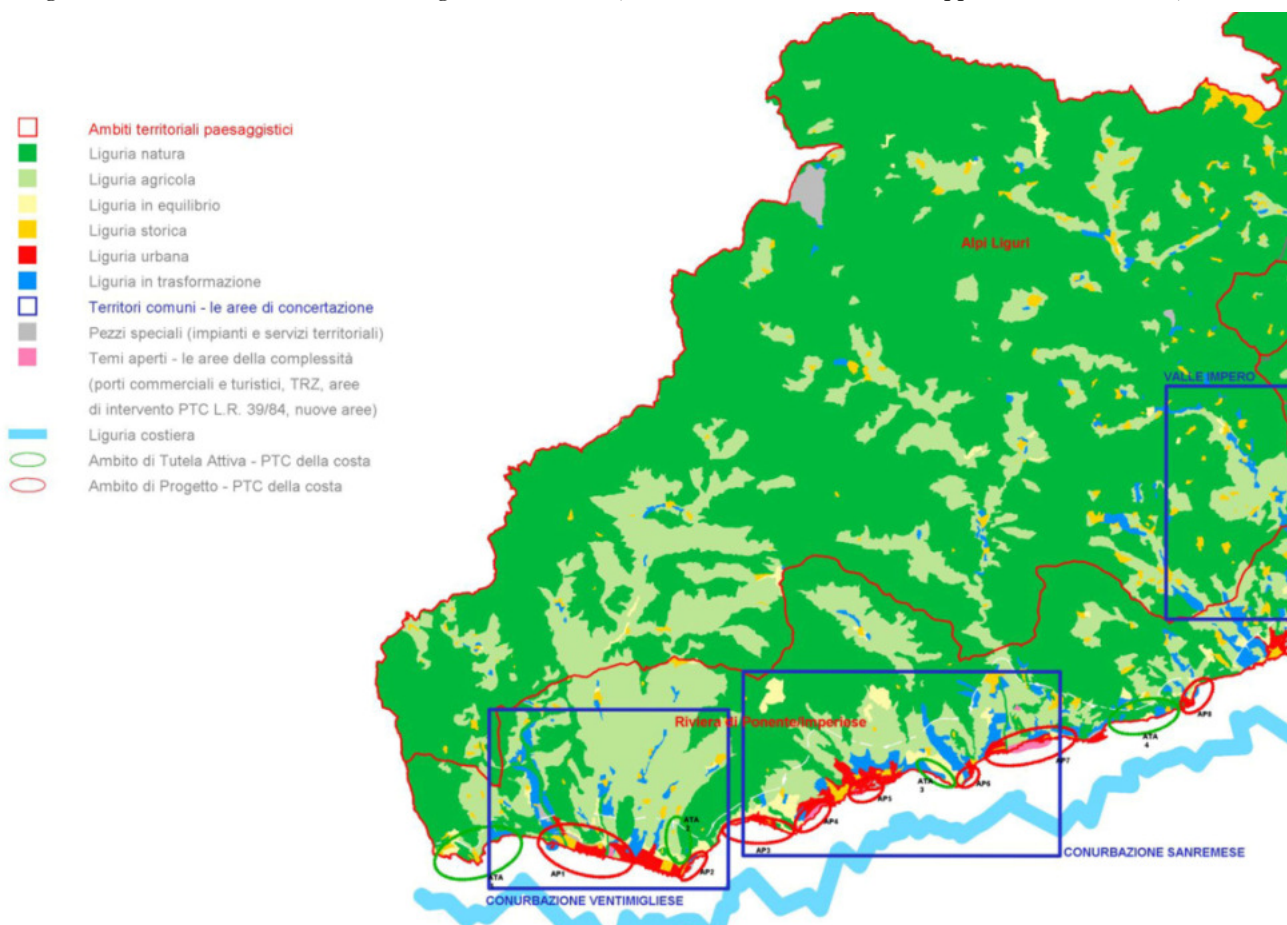 Ambiti territoriali paesaggistici
Liguria natura
Liguria agricola
Liguria in equilibrio
Liguria storica
Liguria urbana
Liguria in trasformazione
Territori comuni - le aree di concertazione
Pezzi speciali (impianti e servizi territoriali)
Temi aperti - le aree della complessità
(porti commerciali e turistici, TRZ, aree
di intervento PTC L.R. 39/84, nuove aree)
Liguria costiera
Ambito di Tutela Attiva - PTC della costa
Ambito di Progetto - PTC della costa
Alpi Liguri
VALLE IMPERO
Riviera di Ponente/Imperiese
AP8
ATA
4
AP7
ATA
3
AP6
AP5
AP4
AP3
ATA
AP2
AP1
ATA
CONURBAZIONE SANREMESE
CONURBAZIONE VENTIMIGLIESE